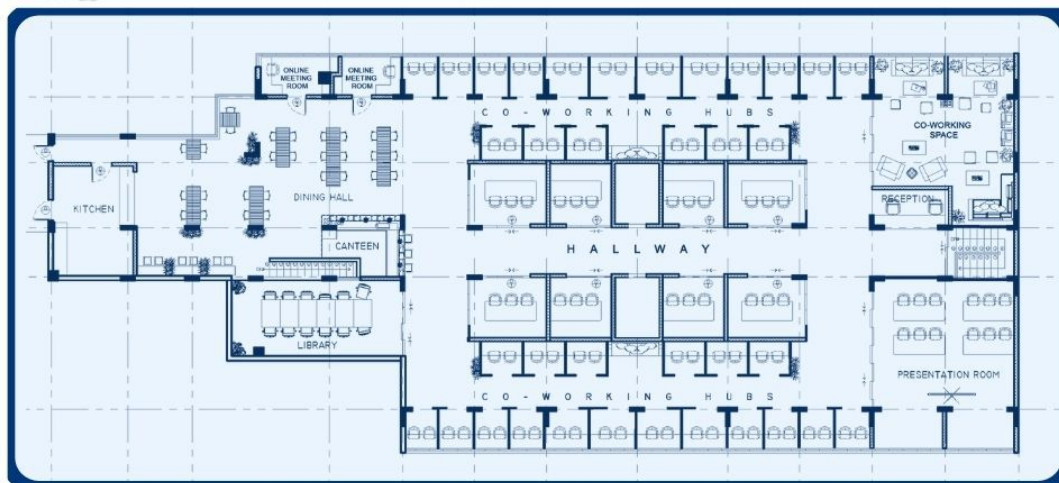 ONLINE
MEETING
ROOM
ONLINE
MEETING
ROOM
CO-WORKING HUBS
CO-WORKING
SPACE
KITCHEN
DINING HALL
RECEPTION
CANTEEN
HALLWAY
LIBRARY
PRESENTATION ROOM
CO-WORKING HUBS